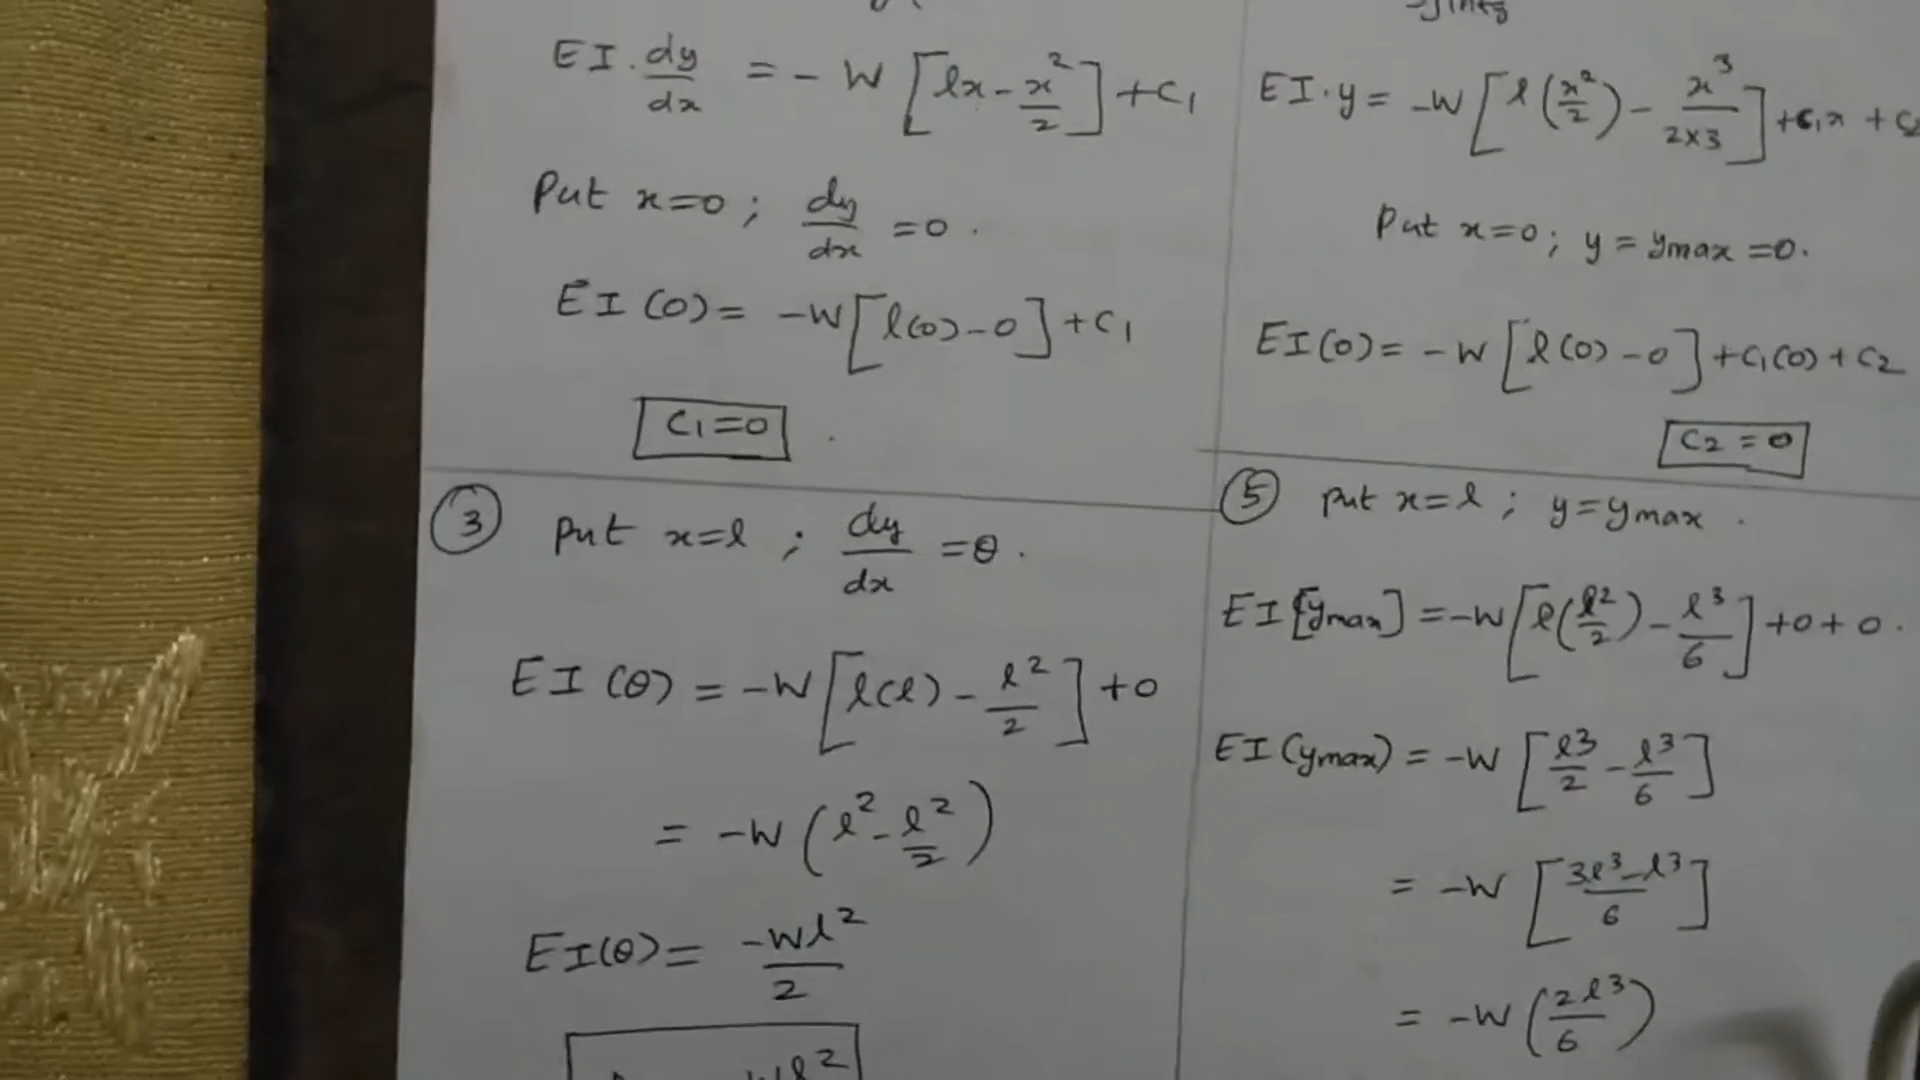 EI. dy/dx = - W [lx - x²/2] + C₁
Put x=0 ; dy/dx = 0 .
EI (0) = -W [l(0) - 0] + C₁
C₁ = 0
③ Put x=l ; dy/dx = θ .
EI (θ) = -W [l(l) - l²/2] + 0
= -W (l² - l²/2)
EI(θ) = -Wl²/2
Wl²
EI.y = -W [l (x²/2) - x³/2×3] + C₁x + C₂
Put x=0 ; y = ymax = 0.
EI(0) = -W [l(0) - 0] + C₁(0) + C₂
C₂ = 0
⑤ Put x=l ; y=ymax .
EI[ymax] = -W [l(l²/2) - l³/6] + 0 + 0 .
EI(ymax) = -W [l³/2 - l³/6]
= -W [3l³-l³/6]
= -W (2l³/6)